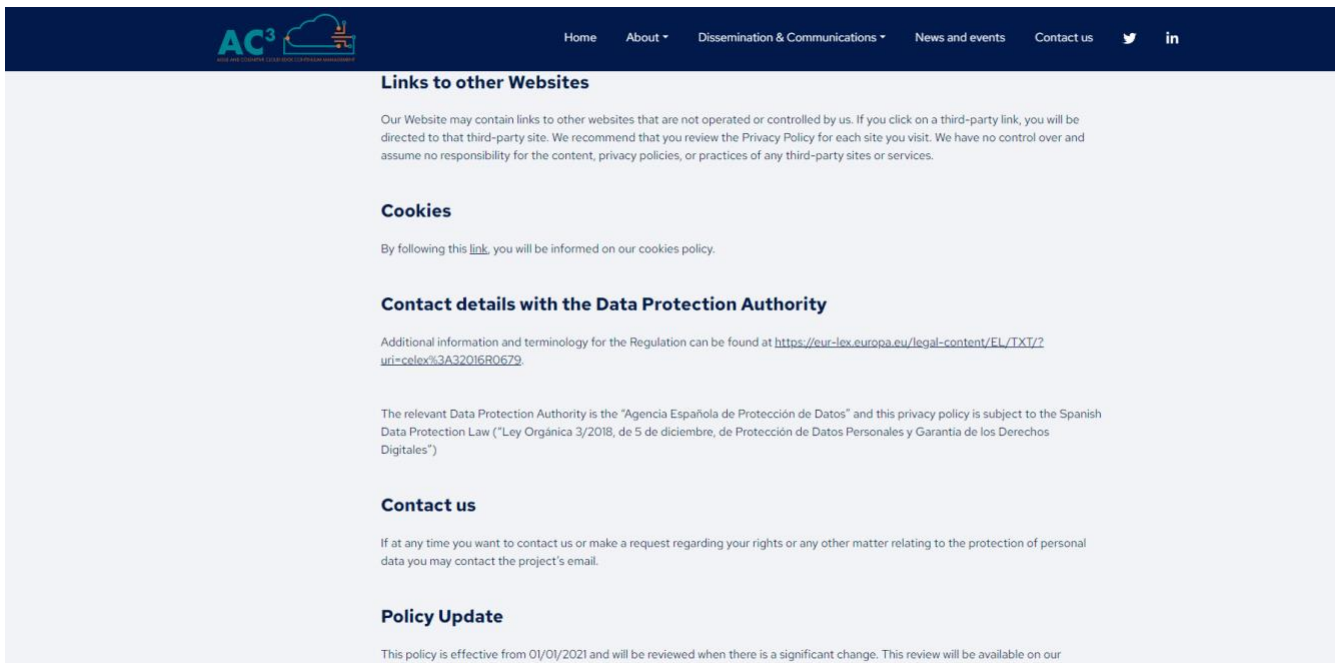 AC³
AGILE AND COGNITIVE CLOUD EDGE CONTINUUM MANAGEMENT
Home About Dissemination & Communications News and events Contact us in
Links to other Websites
Our Website may contain links to other websites that are not operated or controlled by us. If you click on a third-party link, you will be
directed to that third-party site. We recommend that you review the Privacy Policy for each site you visit. We have no control over and
assume no responsibility for the content, privacy policies, or practices of any third-party sites or services.
Cookies
By following this link, you will be informed on our cookies policy.
Contact details with the Data Protection Authority
Additional information and terminology for the Regulation can be found at https://eur-lex.europa.eu/legal-content/EL/TXT/?
uri=celex%3A32016R0679.
The relevant Data Protection Authority is the “Agencia Española de Protección de Datos” and this privacy policy is subject to the Spanish
Data Protection Law (“Ley Orgánica 3/2018, de 5 de diciembre, de Protección de Datos Personales y Garantía de los Derechos
Digitales”)
Contact us
If at any time you want to contact us or make a request regarding your rights or any other matter relating to the protection of personal
data you may contact the project’s email.
Policy Update
This policy is effective from 01/01/2021 and will be reviewed when there is a significant change. This review will be available on our